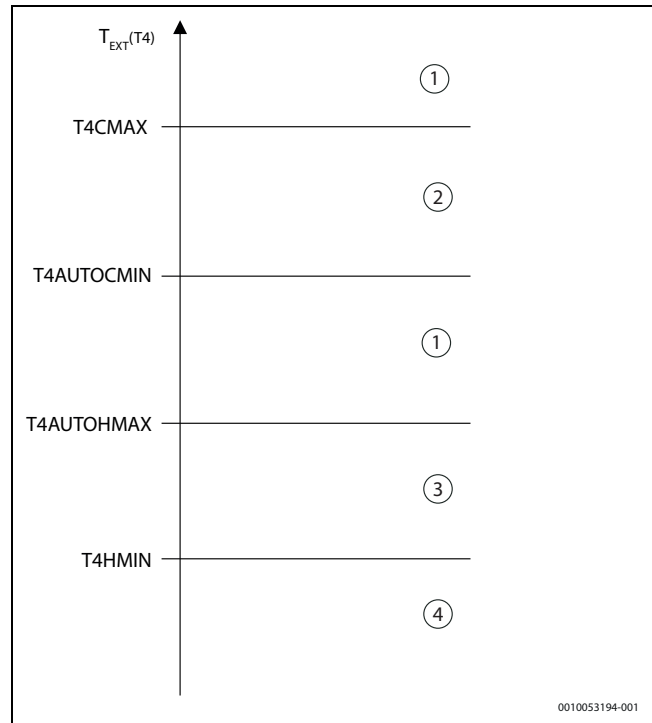 T_EXT(T4)
①
T4CMAX
②
T4AUTOCMIN
①
T4AUTOHMAX
③
T4HMIN
④
0010053194-001